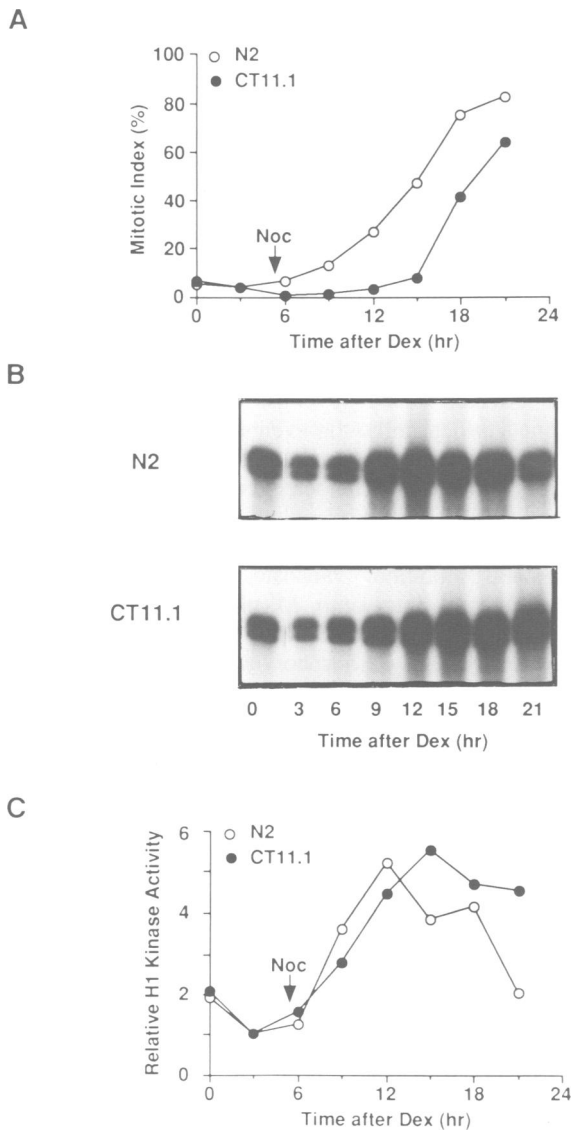 A
N2
CT11.1
Mitotic Index (%)
100
80
60
40
20
0
Noc
0 6 12 18 24
Time after Dex (hr)
B
N2
CT11.1
0 3 6 9 12 15 18 21
Time after Dex (hr)
C
N2
CT11.1
Relative H1 Kinase Activity
6
4
2
0
Noc
0 6 12 18 24
Time after Dex (hr)